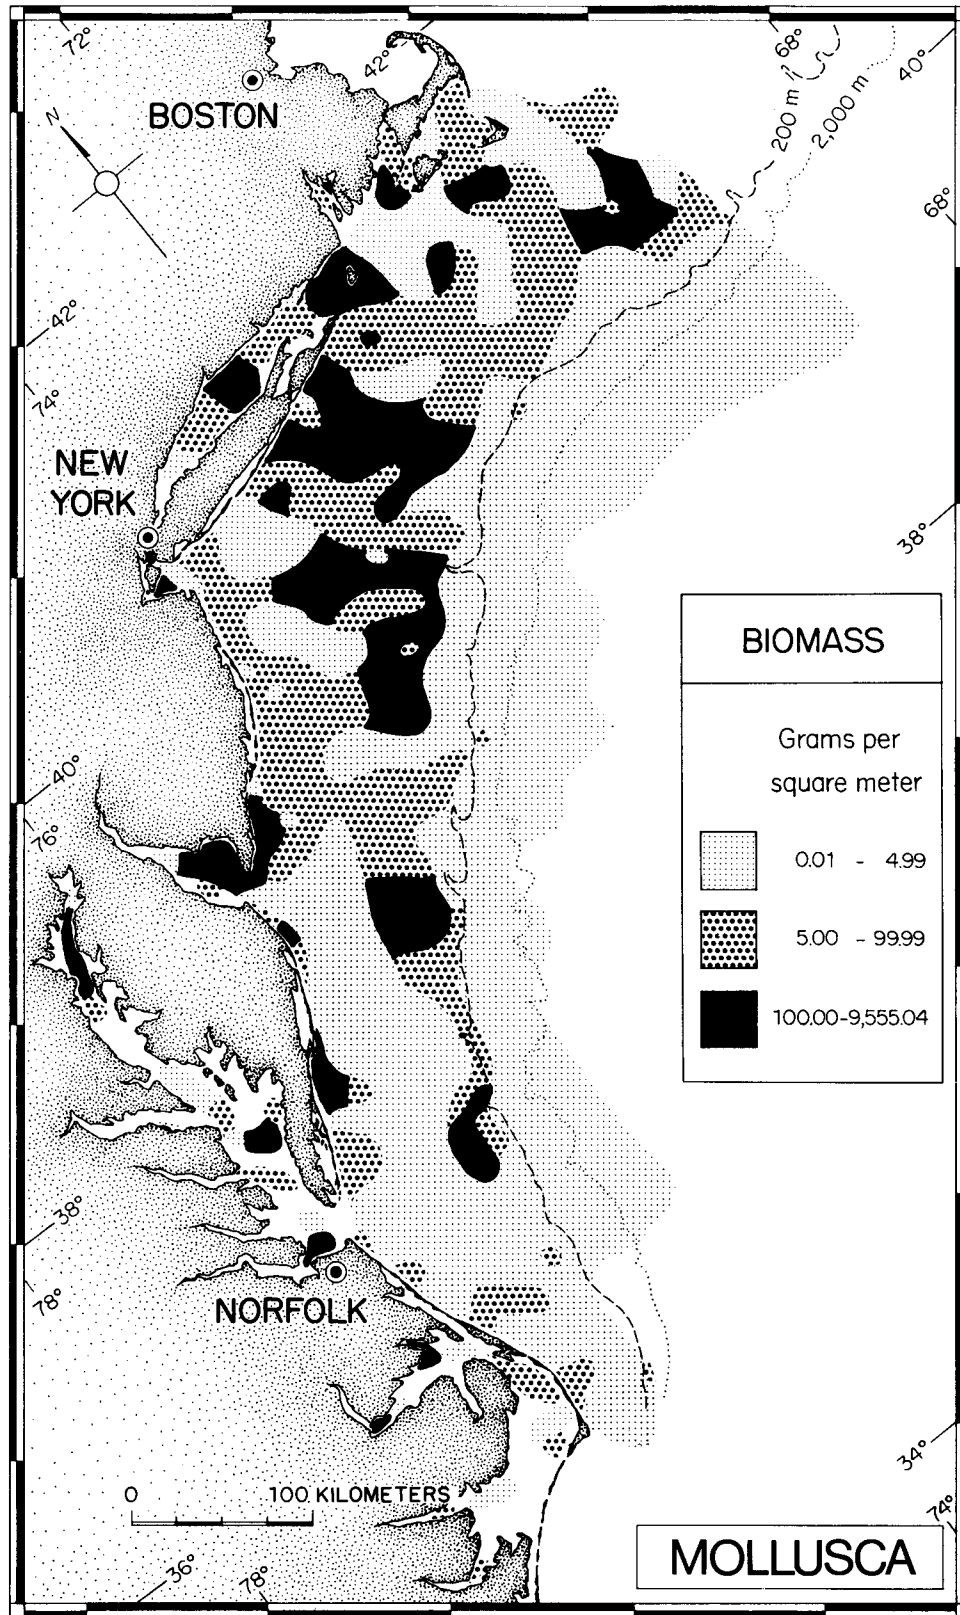 72°
42°
68°
40°
BOSTON
N
200 m
2,000 m
68°
42°
74°
NEW
YORK
38°
BIOMASS
Grams per
square meter
0.01 - 4.99
5.00 - 99.99
100.00-9,555.04
40°
76°
38°
78°
NORFOLK
34°
74°
0 100 KILOMETERS
MOLLUSCA
36°
78°